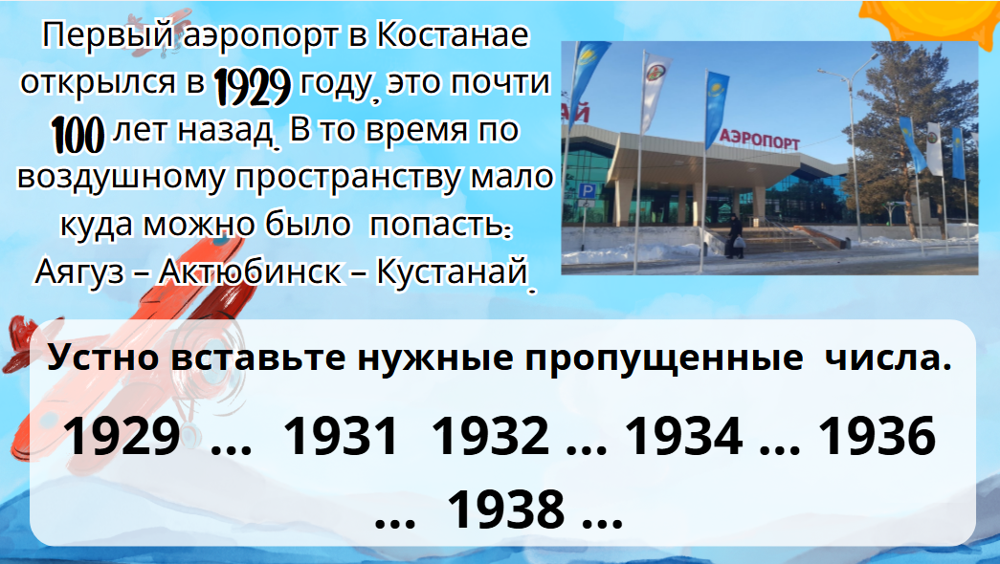 Первый аэропорт в Костанае
открылся в 1929 году, это почти
100 лет назад. В то время по
воздушному пространству мало
куда можно было  попасть:
Аягуз – Актюбинск – Кустанай.
АЙ
АЭРОПОРТ
P
Устно вставьте нужные пропущенные  числа.
1929  ...  1931  1932 ... 1934 ... 1936
...  1938 ...